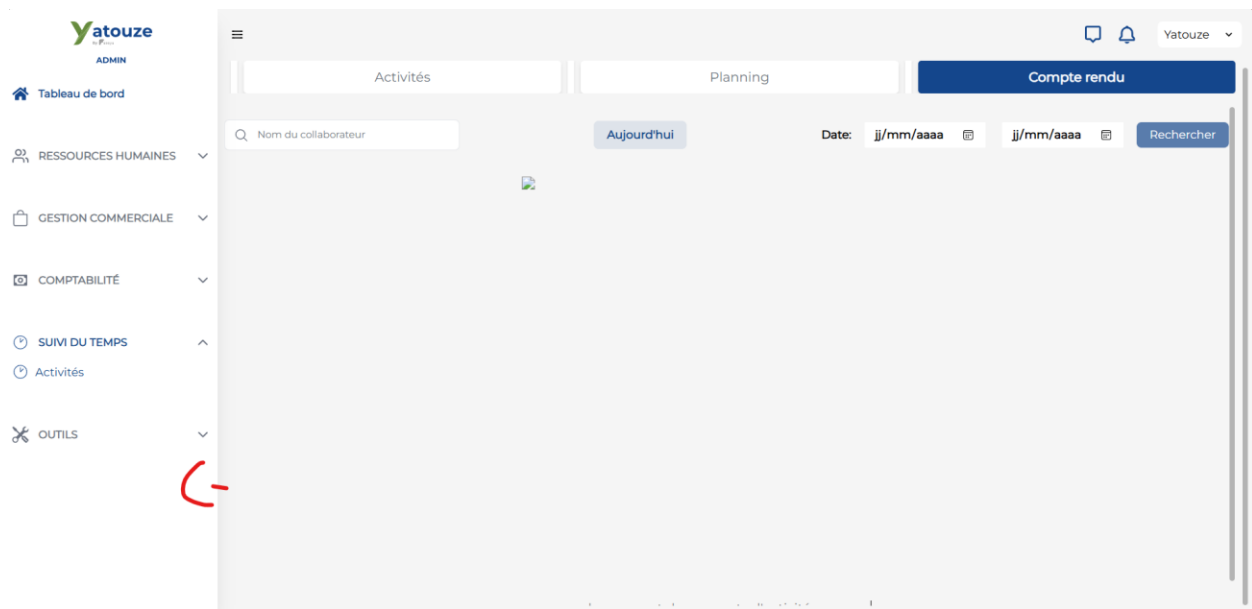 Yatouze
ADMIN
Tableau de bord
RESSOURCES HUMAINES
GESTION COMMERCIALE
COMPTABILITÉ
SUIVI DU TEMPS
Activités
OUTILS
Yatouze
Activités Planning Compte rendu
Nom du collaborateur Aujourd'hui Date: jj/mm/aaaa jj/mm/aaaa Rechercher